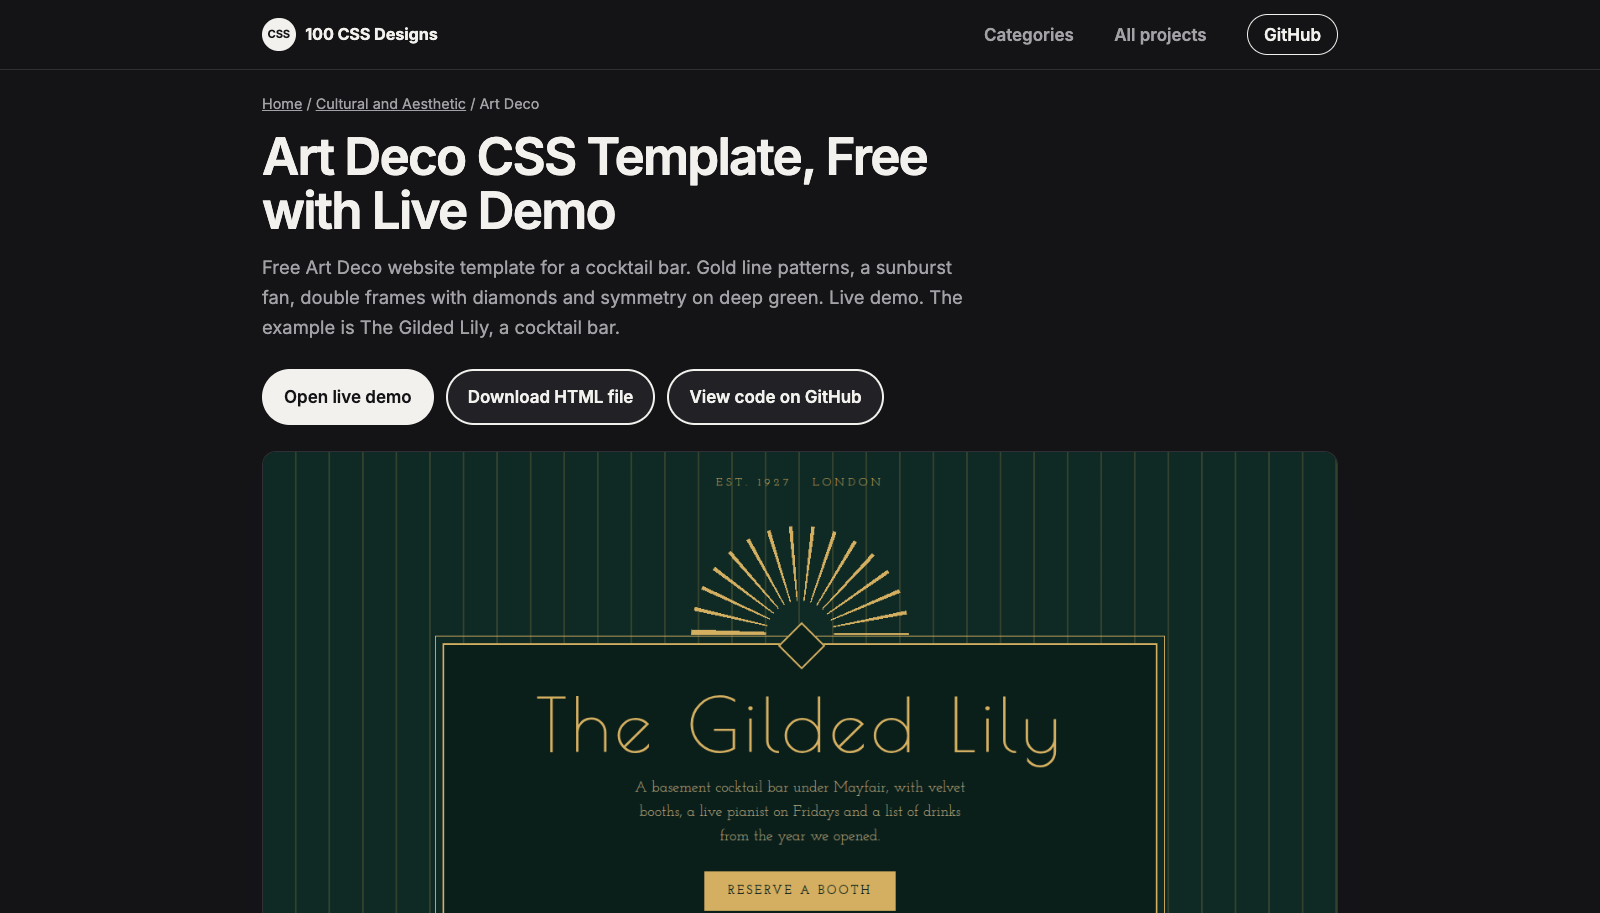 CSS 100 CSS Designs
Categories
All projects
GitHub
Home / Cultural and Aesthetic / Art Deco
Art Deco CSS Template, Free
with Live Demo
Free Art Deco website template for a cocktail bar. Gold line patterns, a sunburst
fan, double frames with diamonds and symmetry on deep green. Live demo. The
example is The Gilded Lily, a cocktail bar.
Open live demo
Download HTML file
View code on GitHub
EST. 1927 LONDON
The Gilded Lily
A basement cocktail bar under Mayfair, with velvet
booths, a live pianist on Fridays and a list of drinks
from the year we opened.
RESERVE A BOOTH